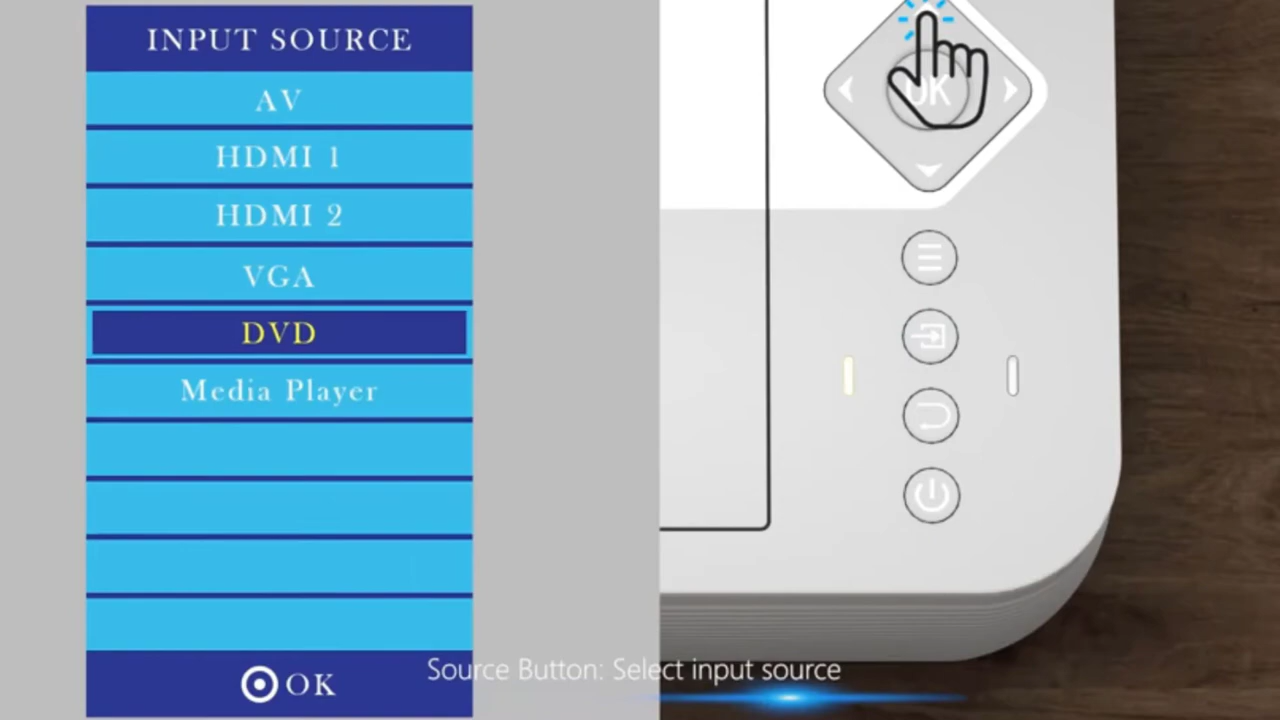 INPUT SOURCE
AV
HDMI 1
HDMI 2
VGA
DVD
Media Player
OK
OK
Source Button: Select input source